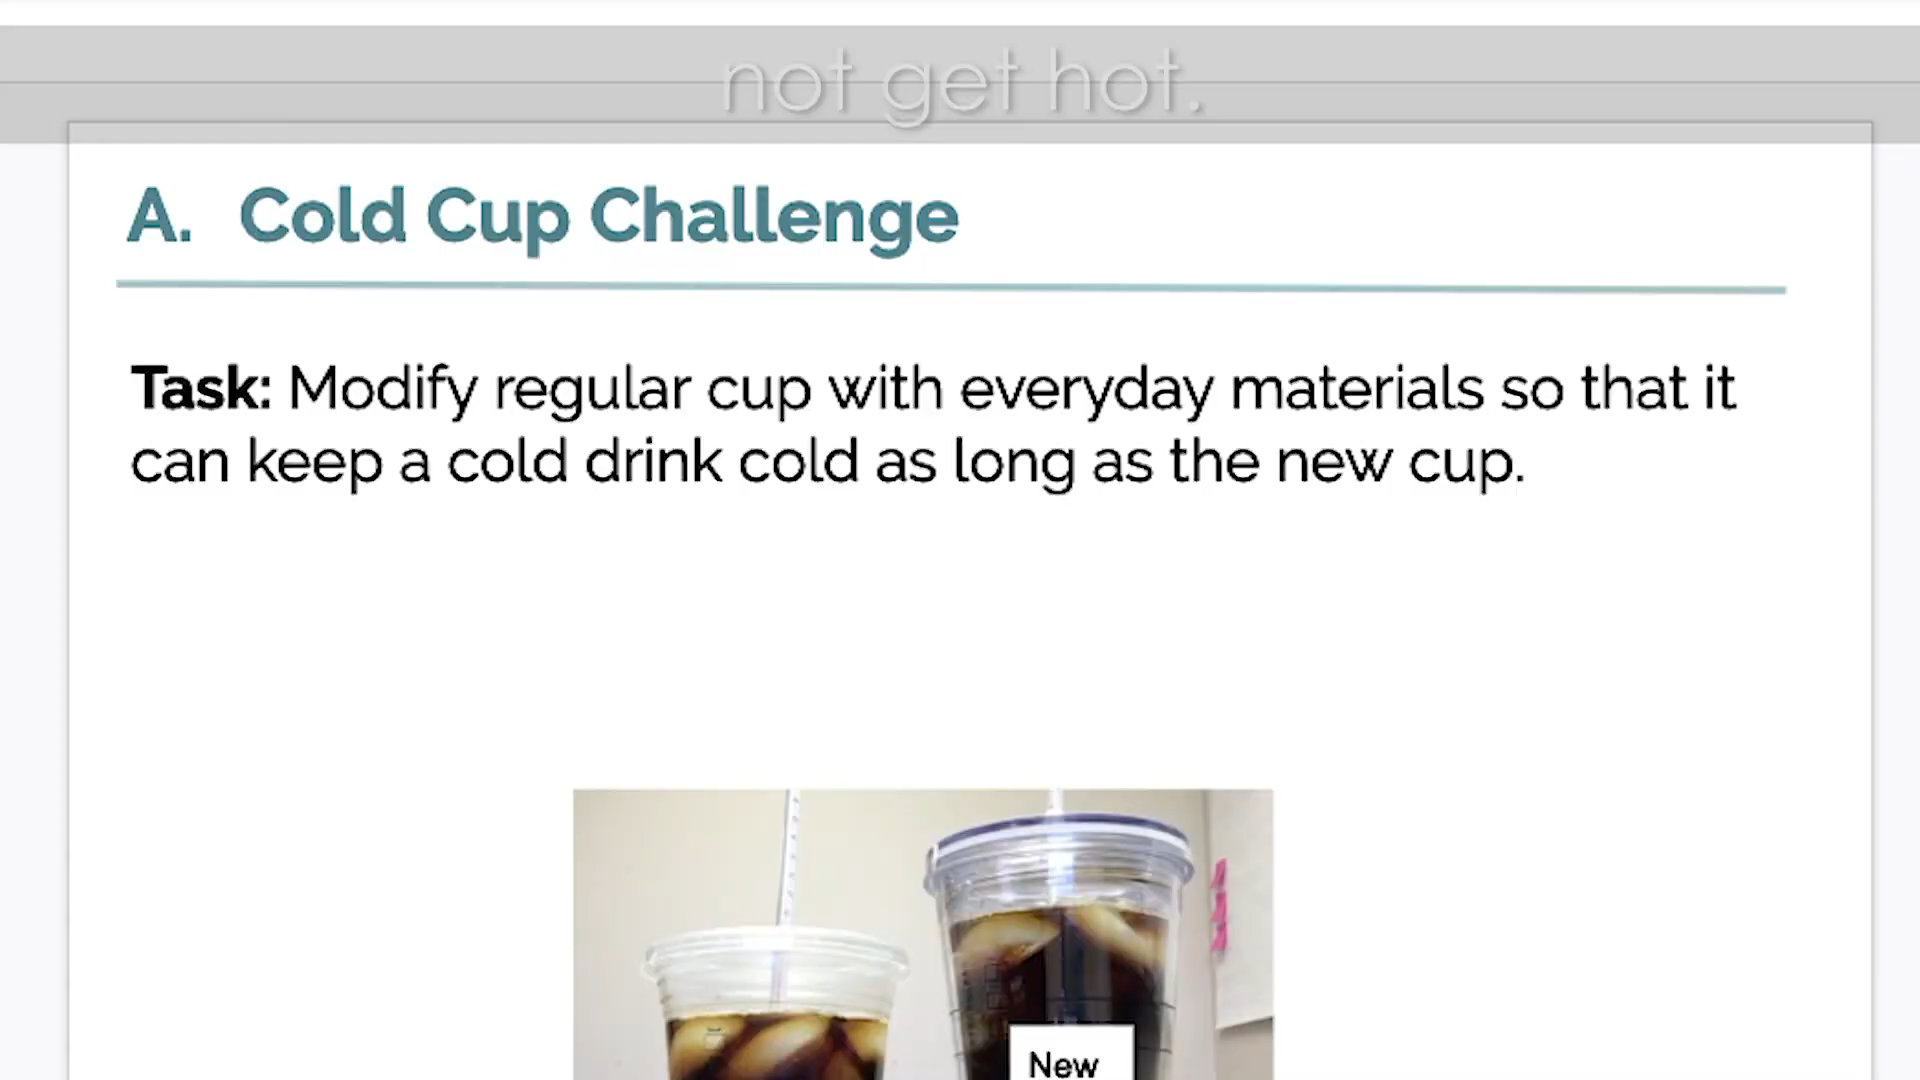 not get hot.
A. Cold Cup Challenge
Task: Modify regular cup with everyday materials so that it
can keep a cold drink cold as long as the new cup.
New